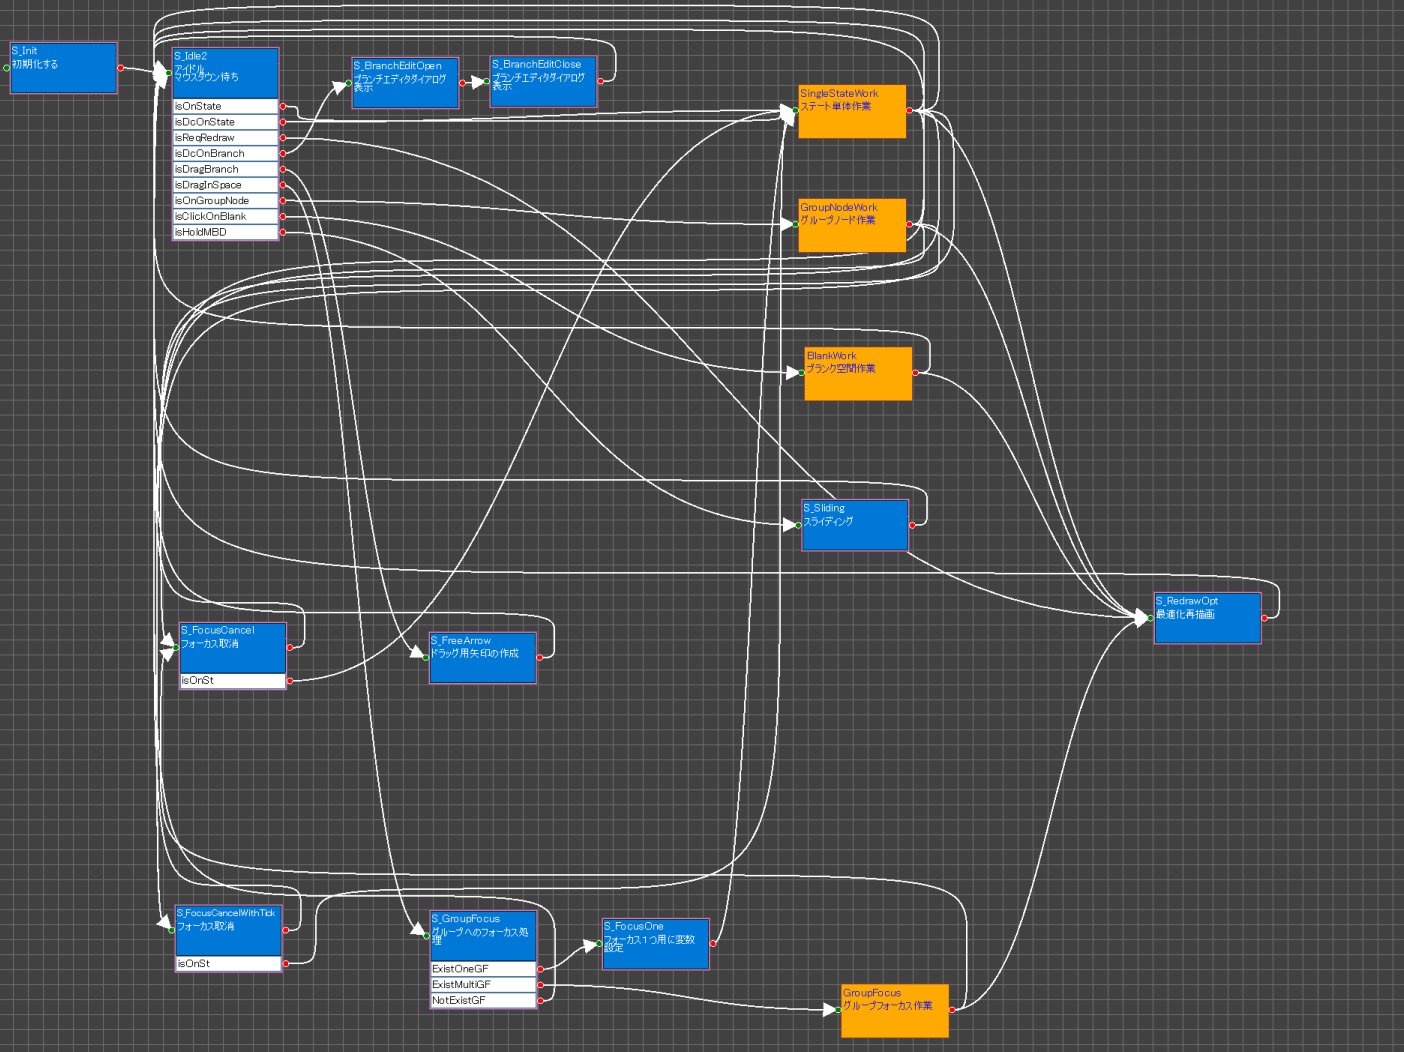 S_Init
初期化する
S_Idle2
アイドル
マウスダウン待ち
isOnState
isDcOnState
isReqRedraw
isDcOnBranch
isDragBranch
isDragInSpace
isOnGroupNode
isClickOnBlank
isHoldMBD
S_BranchEditOpen
ブランチエディタダイアログ
表示
S_BranchEditClose
ブランチエディタダイアログ
表示
SingleStateWork
ステート単体作業
GroupNodeWork
グループノード作業
BlankWork
ブランク空間作業
S_Sliding
スライディング
S_RedrawOpt
最適化再描画
S_FocusCancel
フォーカス取消
isOnSt
S_FreeArrow
ドラッグ用矢印の作成
S_FocusCancelWithTick
フォーカス取消
isOnSt
S_GroupFocus
グループへのフォーカス処
理
ExistOneGF
ExistMultiGF
NotExistGF
S_FocusOne
フォーカス1つ用に変数
設定
GroupFocus
グループフォーカス作業